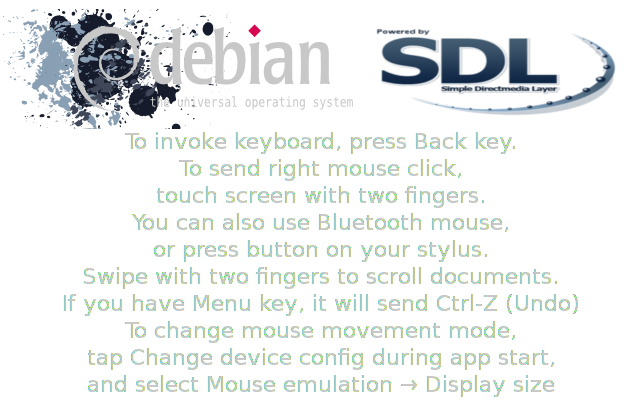 debian
the universal operating system
Powered by
SDL
Simple Directmedia Layer
To invoke keyboard, press Back key.
To send right mouse click,
touch screen with two fingers.
You can also use Bluetooth mouse,
or press button on your stylus.
Swipe with two fingers to scroll documents.
If you have Menu key, it will send Ctrl-Z (Undo)
To change mouse movement mode,
tap Change device config during app start,
and select Mouse emulation → Display size